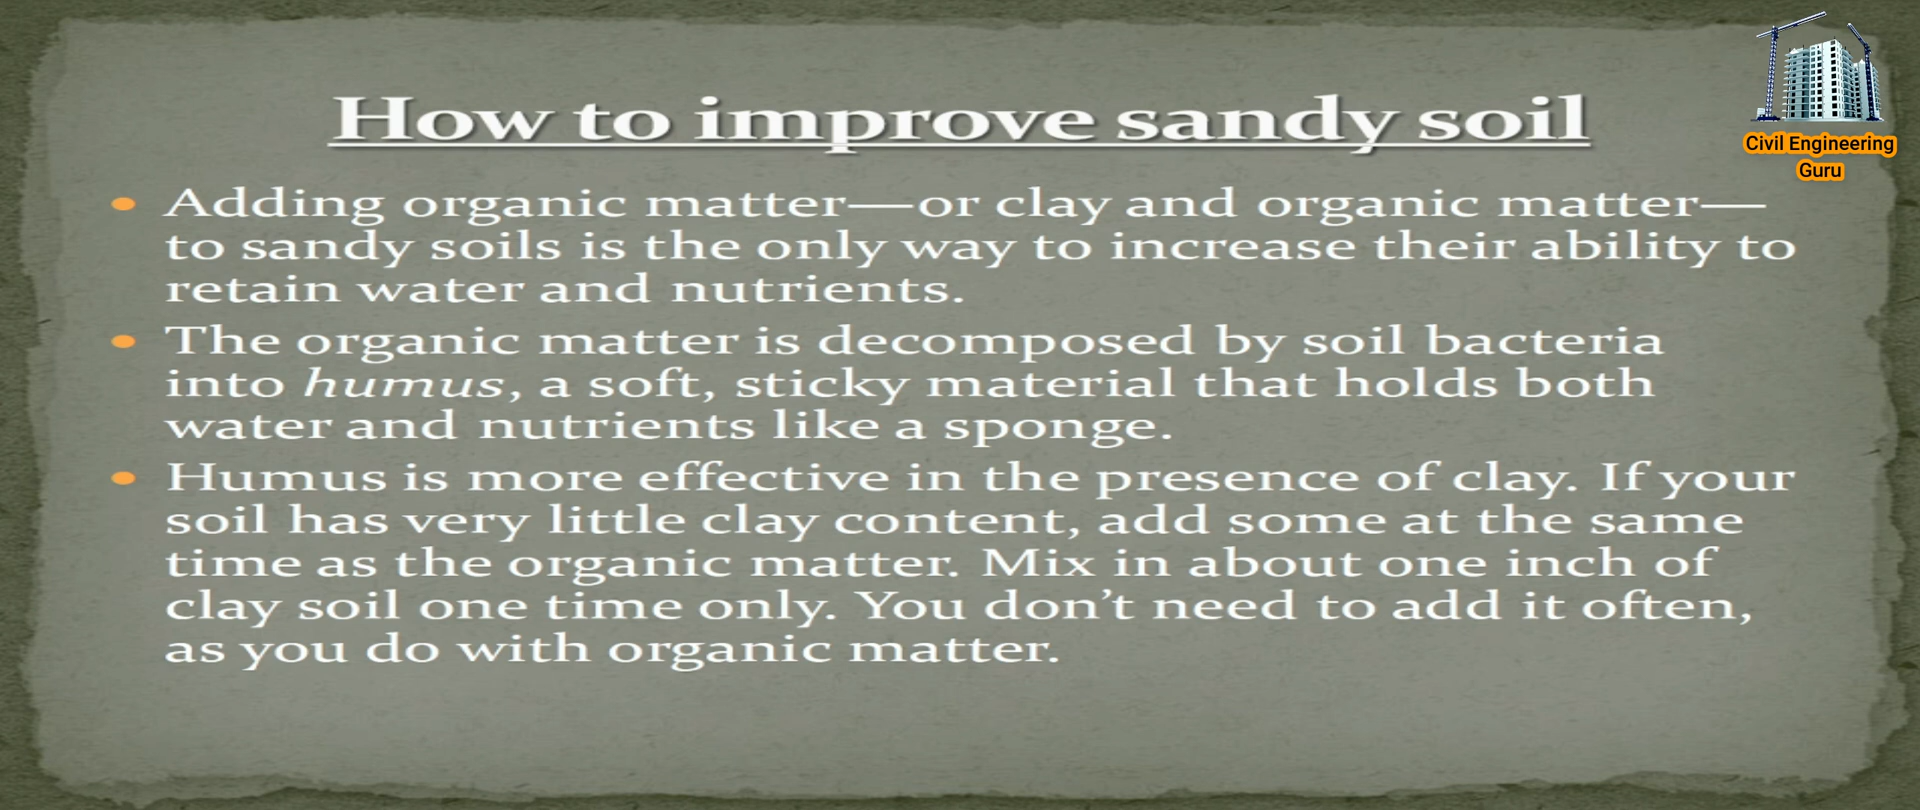 How to improve sandy soil
Civil Engineering
Guru
• Adding organic matter—or clay and organic matter—
to sandy soils is the only way to increase their ability to
retain water and nutrients.
• The organic matter is decomposed by soil bacteria
into humus, a soft, sticky material that holds both
water and nutrients like a sponge.
• Humus is more effective in the presence of clay. If your
soil has very little clay content, add some at the same
time as the organic matter. Mix in about one inch of
clay soil one time only. You don’t need to add it often,
as you do with organic matter.